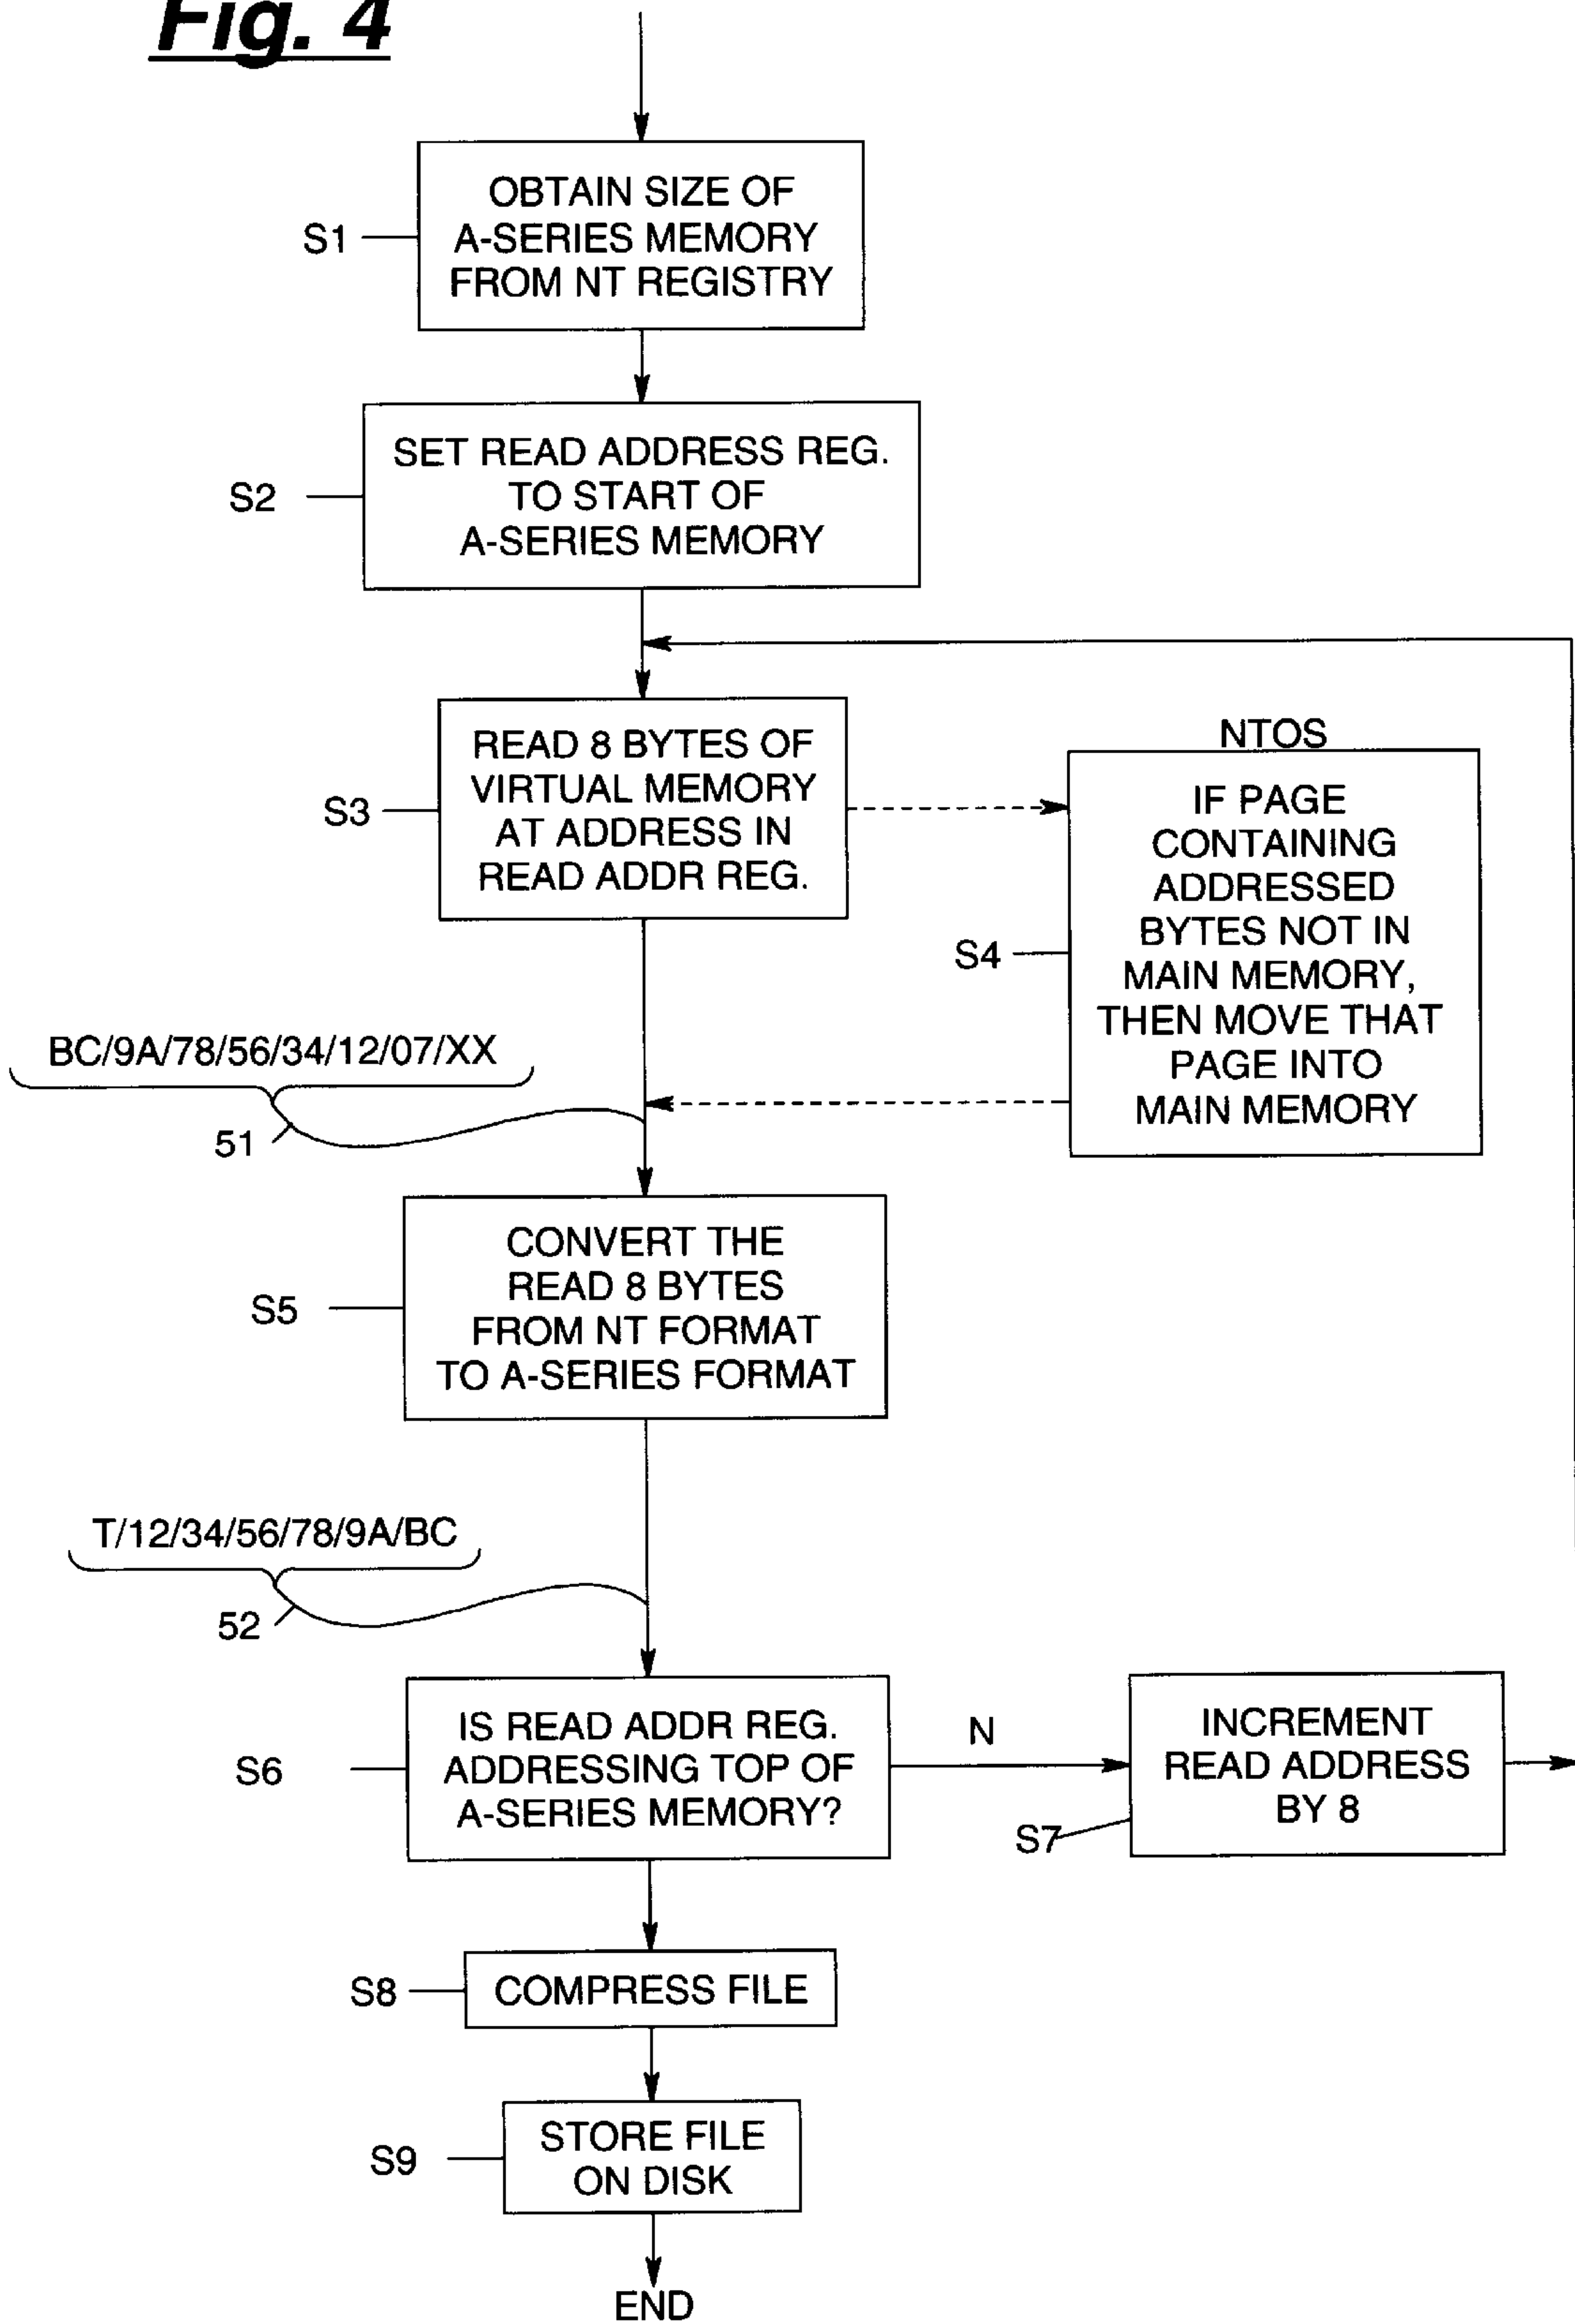 Fig. 4
OBTAIN SIZE OF
A-SERIES MEMORY
FROM NT REGISTRY
S1
SET READ ADDRESS REG.
TO START OF
A-SERIES MEMORY
S2
READ 8 BYTES OF
VIRTUAL MEMORY
AT ADDRESS IN
READ ADDR REG.
S3
NTOS
IF PAGE
CONTAINING
ADDRESSED
BYTES NOT IN
MAIN MEMORY,
THEN MOVE THAT
PAGE INTO
MAIN MEMORY
S4
BC/9A/78/56/34/12/07/XX
51
CONVERT THE
READ 8 BYTES
FROM NT FORMAT
TO A-SERIES FORMAT
S5
T/12/34/56/78/9A/BC
52
IS READ ADDR REG.
ADDRESSING TOP OF
A-SERIES MEMORY?
S6
N
INCREMENT
READ ADDRESS
BY 8
S7
COMPRESS FILE
S8
STORE FILE
ON DISK
S9
END